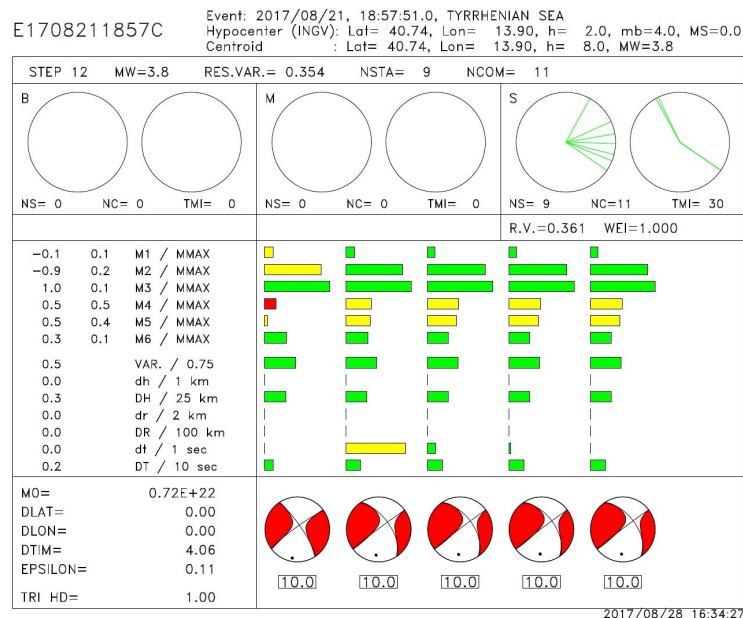 E1708211857C
Event: 2017/08/21, 18:57:51.0, TYRRHENIAN SEA
Hypocenter (INGV): Lat= 40.74, Lon= 13.90, h= 2.0, mb=4.0, MS=0.0
Centroid : Lat= 40.74, Lon= 13.90, h= 8.0, MW=3.8
STEP 12 MW=3.8 RES.VAR.= 0.354 NSTA= 9 NCOM= 11
B M S
NS= 0 NC= 0 TMI= 0 NS= 0 NC= 0 TMI= 0 NS= 9 NC=11 TMI= 30
R.V.=0.361 WEI=1.000
-0.1 0.1 M1 / MMAX
-0.9 0.2 M2 / MMAX
1.0 0.1 M3 / MMAX
0.5 0.5 M4 / MMAX
0.5 0.4 M5 / MMAX
0.3 0.1 M6 / MMAX
0.5 VAR. / 0.75
0.0 dh / 1 km
0.3 DH / 25 km
0.0 dr / 2 km
0.0 DR / 100 km
0.0 dt / 1 sec
0.2 DT / 10 sec
M0= 0.72E+22
DLAT= 0.00
DLON= 0.00
DTIM= 4.06
EPSILON= 0.11
TRI HD= 1.00
10.0 10.0 10.0 10.0 10.0
2017/08/28 16:34:27